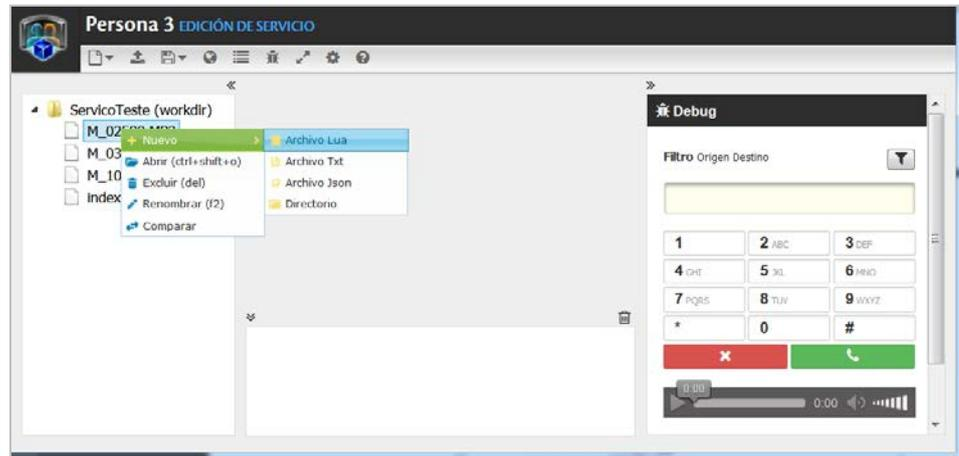 Persona 3 EDICIÓN DE SERVICIO
ServicoTeste (workdir)
M_02500.MP3
M_03
M_10
index
Nuevo
Abrir (ctrl+shift+o)
Excluir (del)
Renombrar (f2)
Comparar
Archivo Lua
Archivo Txt
Archivo Json
Directorio
Debug
Filtro Origen Destino
1 2 ABC 3 DEF
4 GHI 5 JKL 6 MNO
7 PQRS 8 TUV 9 WXYZ
* 0 #
0:00
0:00